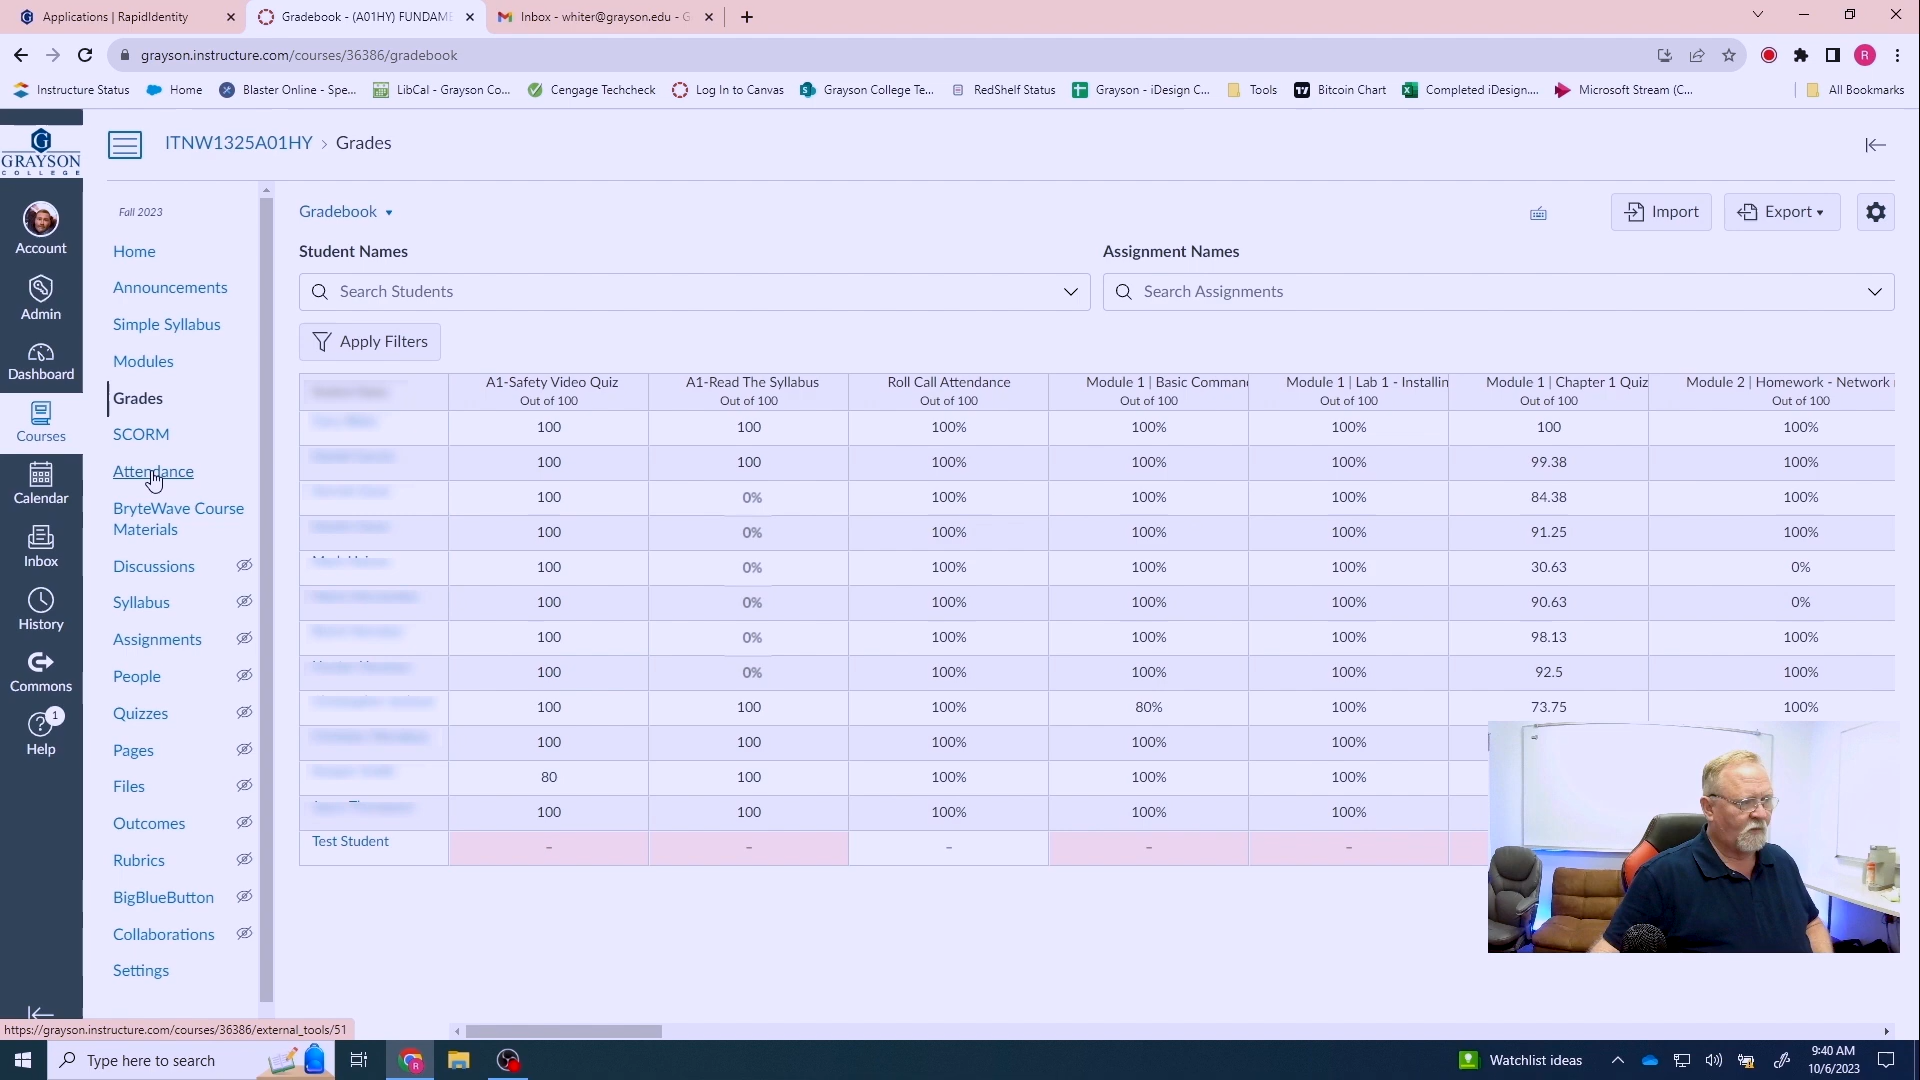 Applications | RapidIdentity
Gradebook - (A01HY) FUNDAME
Inbox - whiter@grayson.edu - G
grayson.instructure.com/courses/36386/gradebook
R
Instructure Status
Home
Blaster Online - Spe...
LibCal - Grayson Co...
Cengage Techcheck
Log In to Canvas
Grayson College Te...
RedShelf Status
Grayson - iDesign C...
Tools
Bitcoin Chart
Completed iDesign....
Microsoft Stream (C...
All Bookmarks
GRAYSON
COLLEGE
Account
Admin
Dashboard
Courses
Calendar
Inbox
History
Commons
1
Help
ITNW1325A01HY > Grades
Fall 2023
Home
Announcements
Simple Syllabus
Modules
Grades
SCORM
Attendance
BryteWave Course
Materials
Discussions
Syllabus
Assignments
People
Quizzes
Pages
Files
Outcomes
Rubrics
BigBlueButton
Collaborations
Settings
Gradebook
Import
Export
Student Names
Assignment Names
Search Students
Search Assignments
Apply Filters
A1-Safety Video Quiz A1-Read The Syllabus Roll Call Attendance Module 1 | Basic Command Module 1 | Lab 1 - Installin Module 1 | Chapter 1 Quiz Module 2 | Homework - Network
Out of 100 Out of 100 Out of 100 Out of 100 Out of 100 Out of 100 Out of 100
100 100 100% 100% 100% 100 100%
100 100 100% 100% 100% 99.38 100%
100 0% 100% 100% 100% 84.38 100%
100 0% 100% 100% 100% 91.25 100%
100 0% 100% 100% 100% 30.63 0%
100 0% 100% 100% 100% 90.63 0%
100 0% 100% 100% 100% 98.13 100%
100 0% 100% 100% 100% 92.5 100%
100 100 100% 80% 100% 73.75 100%
100 100 100% 100% 100%
80 100 100% 100% 100%
100 100 100% 100% 100%
Test Student – – – – –
https://grayson.instructure.com/courses/36386/external_tools/51
Type here to search
Watchlist ideas
9:40 AM
10/6/2023